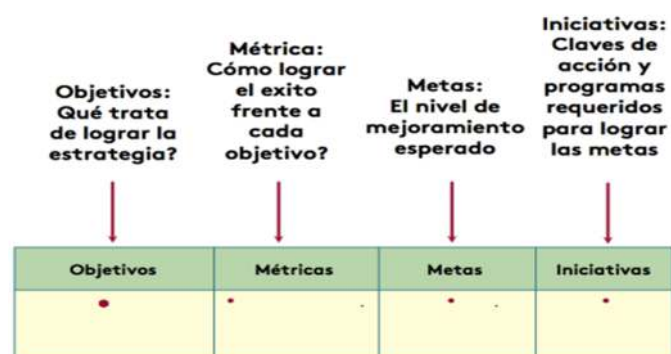 Objetivos:
Qué trata
de lograr la
estrategia?
Métrica:
Cómo lograr
el exito
frente a
cada
objetivo?
Metas:
El nivel de
mejoramiento
esperado
Iniciativas:
Claves de
acción y
programas
requeridos
para lograr
las metas
Objetivos
Métricas
Metas
Iniciativas